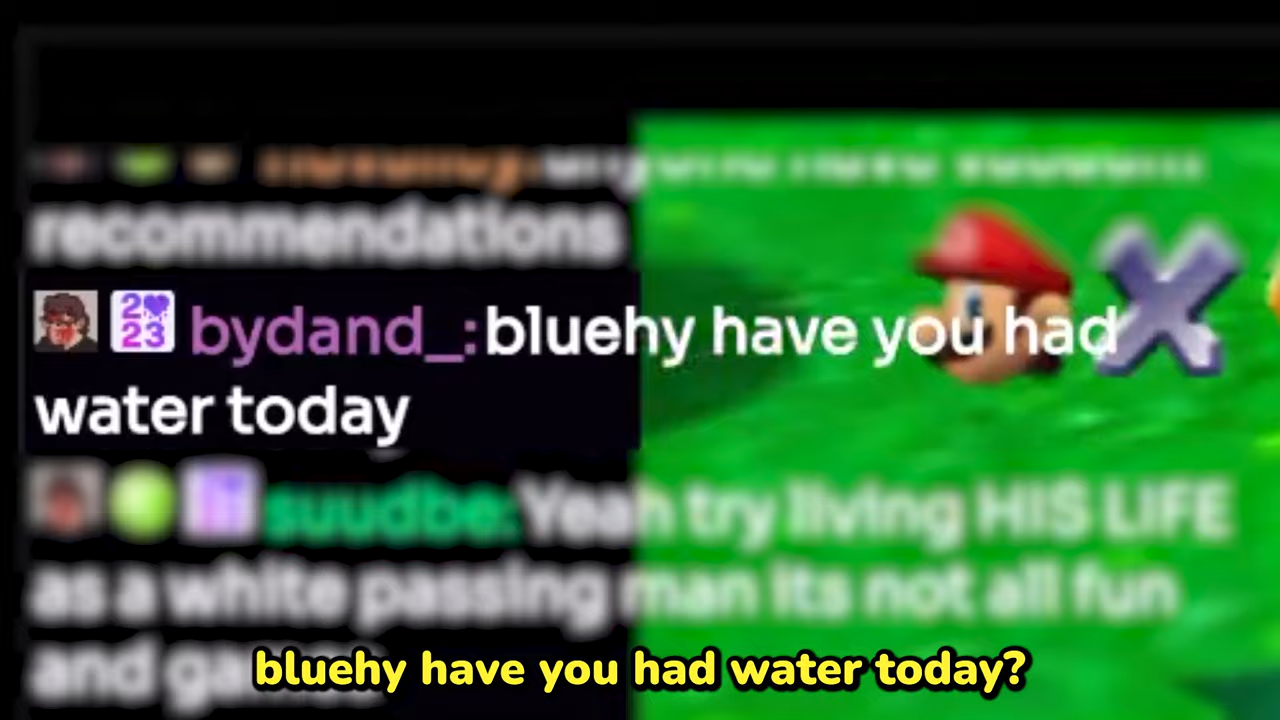 recommendations
2023 bydand_: bluehy have you had
water today
suudbe: Yeah try living HIS LIFE
as a white passing man its not all fun
and
bluehy have you had water today?